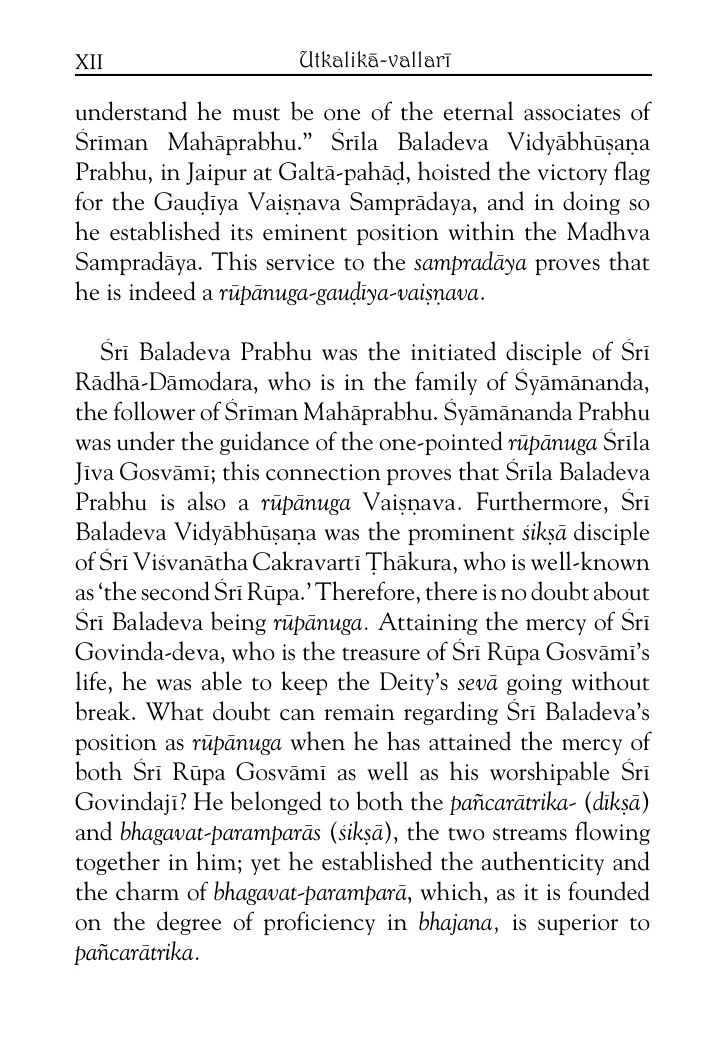 XII Utkalikā-vallarī
understand he must be one of the eternal associates of
Śrīman Mahāprabhu.” Śrīla Baladeva Vidyābhūṣaṇa
Prabhu, in Jaipur at Galtā-pahāḍ, hoisted the victory flag
for the Gauḍīya Vaiṣṇava Samprādaya, and in doing so
he established its eminent position within the Madhva
Sampradāya. This service to the sampradāya proves that
he is indeed a rūpānuga-gauḍīya-vaiṣṇava.
Śrī Baladeva Prabhu was the initiated disciple of Śrī
Rādhā-Dāmodara, who is in the family of Śyāmānanda,
the follower of Śrīman Mahāprabhu. Śyāmānanda Prabhu
was under the guidance of the one-pointed rūpānuga Śrīla
Jīva Gosvāmī; this connection proves that Śrīla Baladeva
Prabhu is also a rūpānuga Vaiṣṇava. Furthermore, Śrī
Baladeva Vidyābhūṣaṇa was the prominent śikṣā disciple
of Śrī Viśvanātha Cakravartī Ṭhākura, who is well-known
as ‘the second Śrī Rūpa.’ Therefore, there is no doubt about
Śrī Baladeva being rūpānuga. Attaining the mercy of Śrī
Govinda-deva, who is the treasure of Śrī Rūpa Gosvāmī’s
life, he was able to keep the Deity’s sevā going without
break. What doubt can remain regarding Śrī Baladeva’s
position as rūpānuga when he has attained the mercy of
both Śrī Rūpa Gosvāmī as well as his worshipable Śrī
Govindajī? He belonged to both the pañcarātrika- (dīkṣā)
and bhagavat-paramparās (śikṣā), the two streams flowing
together in him; yet he established the authenticity and
the charm of bhagavat-paramparā, which, as it is founded
on the degree of proficiency in bhajana, is superior to
pañcarātrika.